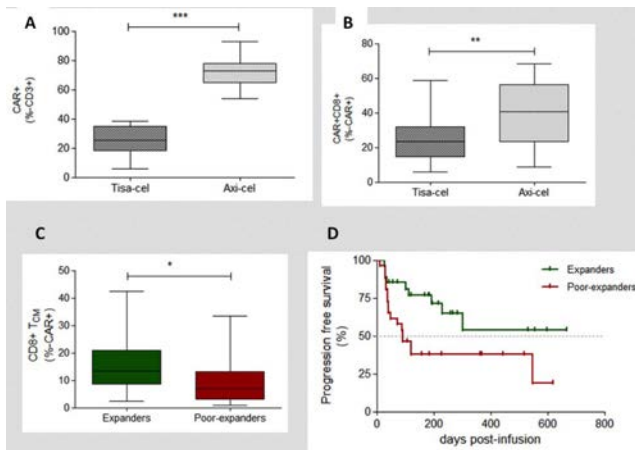 A
***
CAR+
(%-CD3+)
100
80
60
40
20
0
Tisa-cel
Axi-cel
B
**
CAR+CD8+
(%-CAR+)
80
60
40
20
0
Tisa-cel
Axi-cel
C
*
CD8+ TCM
(%-CAR+)
50
40
30
20
10
0
Expanders
Poor-expanders
D
Progression free survival
(%)
100
75
50
25
0
Expanders
Poor-expanders
0
200
400
600
800
days post-infusion